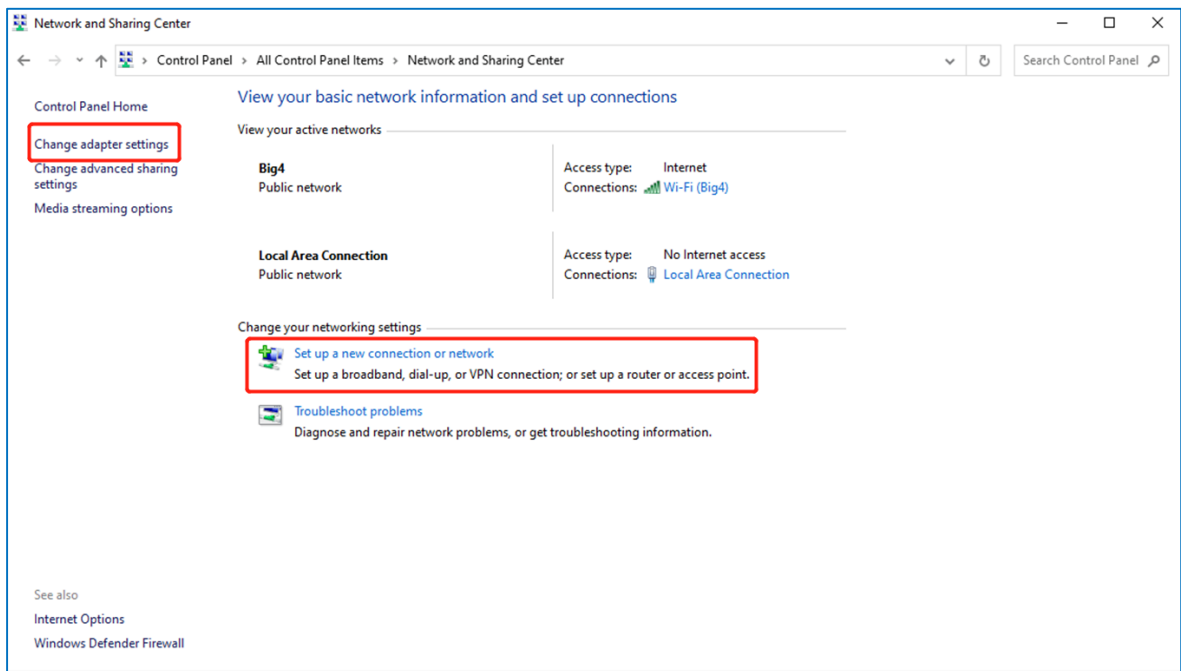 Network and Sharing Center
Control Panel > All Control Panel Items > Network and Sharing Center
Search Control Panel
Control Panel Home
Change adapter settings
Change advanced sharing
settings
Media streaming options
View your basic network information and set up connections
View your active networks
Big4
Public network
Access type: Internet
Connections: Wi-Fi (Big4)
Local Area Connection
Public network
Access type: No Internet access
Connections: Local Area Connection
Change your networking settings
Set up a new connection or network
Set up a broadband, dial-up, or VPN connection; or set up a router or access point.
Troubleshoot problems
Diagnose and repair network problems, or get troubleshooting information.
See also
Internet Options
Windows Defender Firewall